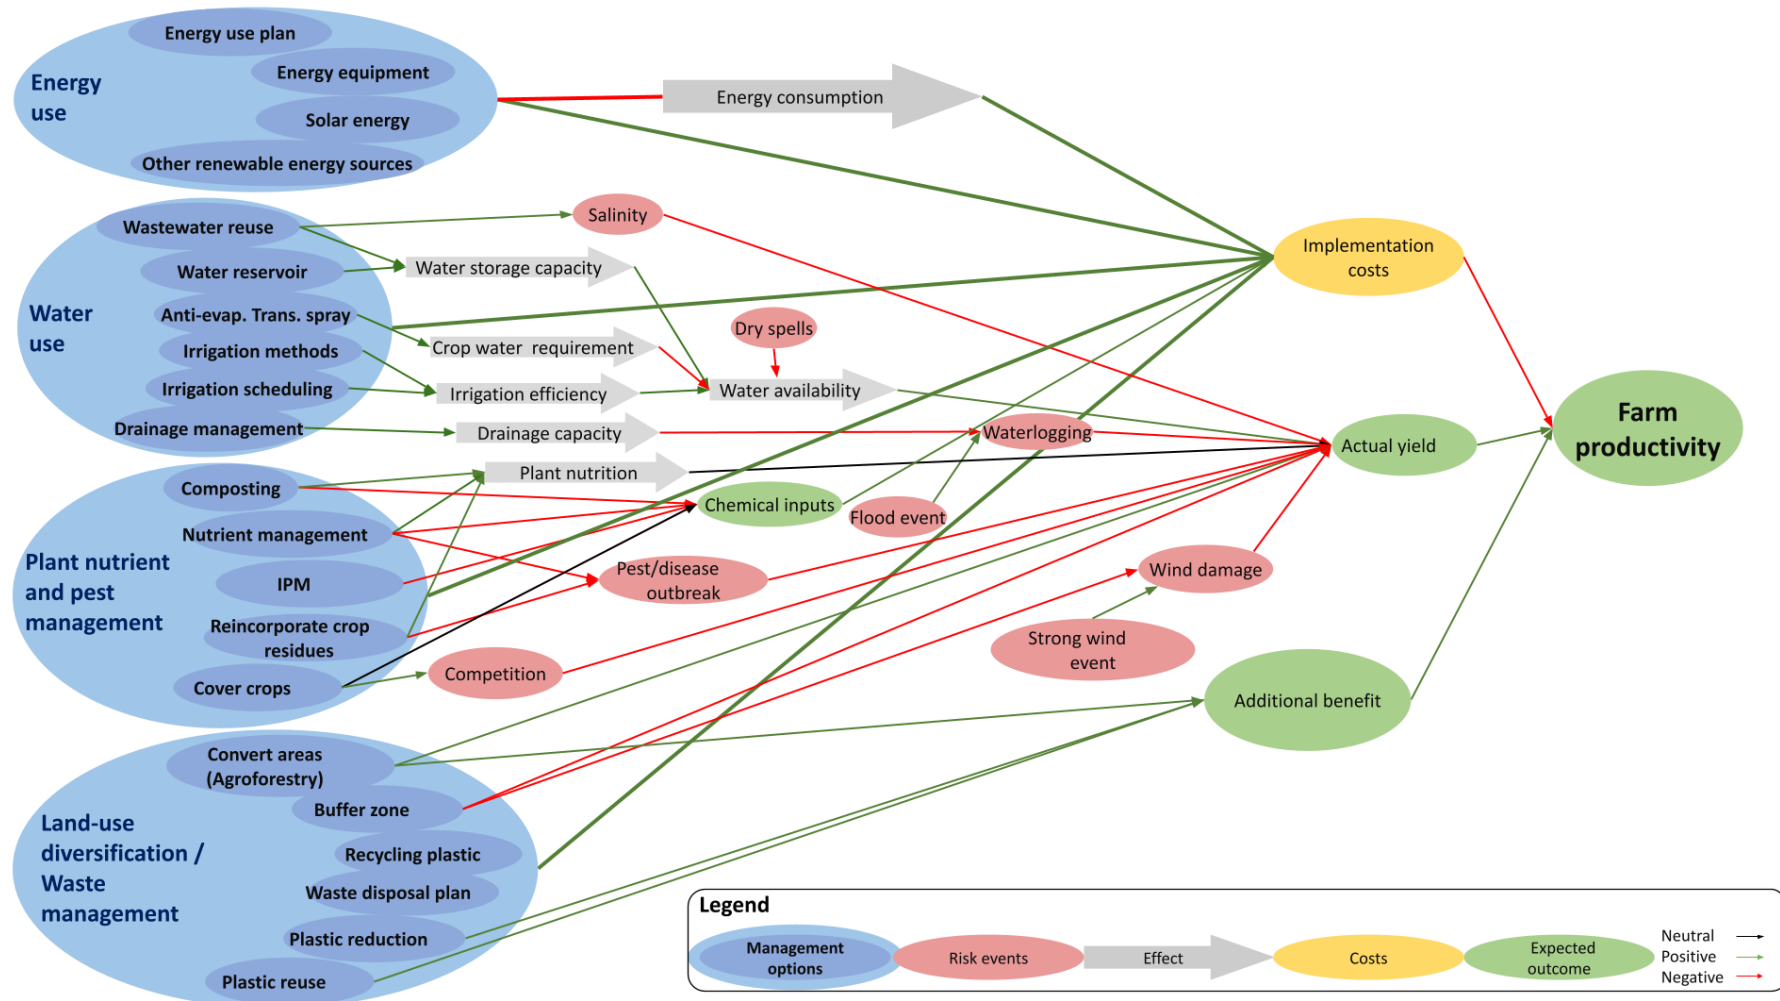 Energy use plan
Energy equipment
Energy
use
Solar energy
Other renewable energy sources
Energy consumption
Wastewater reuse
Water reservoir
Anti-evap. Trans. spray
Water
use
Irrigation methods
Irrigation scheduling
Drainage management
Salinity
Water storage capacity
Crop water requirement
Irrigation efficiency
Drainage capacity
Dry spells
Water availability
Waterlogging
Implementation
costs
Actual yield
Farm
productivity
Composting
Nutrient management
Plant nutrient
and pest
management
IPM
Reincorporate crop
residues
Cover crops
Plant nutrition
Chemical inputs
Flood event
Pest/disease
outbreak
Competition
Wind damage
Strong wind
event
Additional benefit
Convert areas
(Agroforestry)
Buffer zone
Land-use
diversification /
Waste
management
Recycling plastic
Waste disposal plan
Plastic reduction
Plastic reuse
Legend
Management
options
Risk events
Effect
Costs
Expected
outcome
Neutral
Positive
Negative